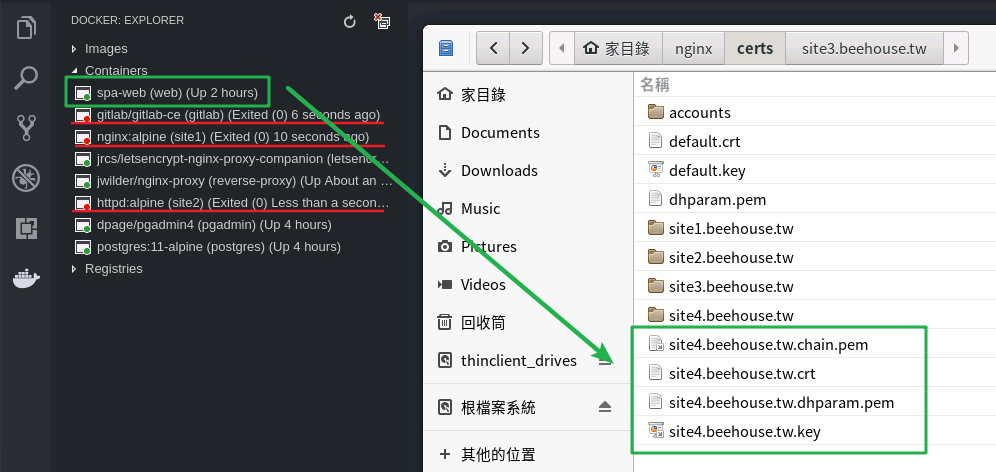 DOCKER: EXPLORER
Images
Containers
spa-web (web) (Up 2 hours)
gitlab/gitlab-ce (gitlab) (Exited (0) 6 seconds ago)
nginx:alpine (site1) (Exited (0) 10 seconds ago)
jrcs/letsencrypt-nginx-proxy-companion (letsencr...
jwilder/nginx-proxy (reverse-proxy) (Up About an ...
httpd:alpine (site2) (Exited (0) Less than a secon...
dpage/pgadmin4 (pgadmin) (Up 4 hours)
postgres:11-alpine (postgres) (Up 4 hours)
Registries
家目錄 nginx certs site3.beehouse.tw
家目錄
Documents
Downloads
Music
Pictures
Videos
回收筒
thinclient_drives
根檔案系統
其他的位置
名稱
accounts
default.crt
default.key
dhparam.pem
site1.beehouse.tw
site2.beehouse.tw
site3.beehouse.tw
site4.beehouse.tw
site4.beehouse.tw.chain.pem
site4.beehouse.tw.crt
site4.beehouse.tw.dhparam.pem
site4.beehouse.tw.key